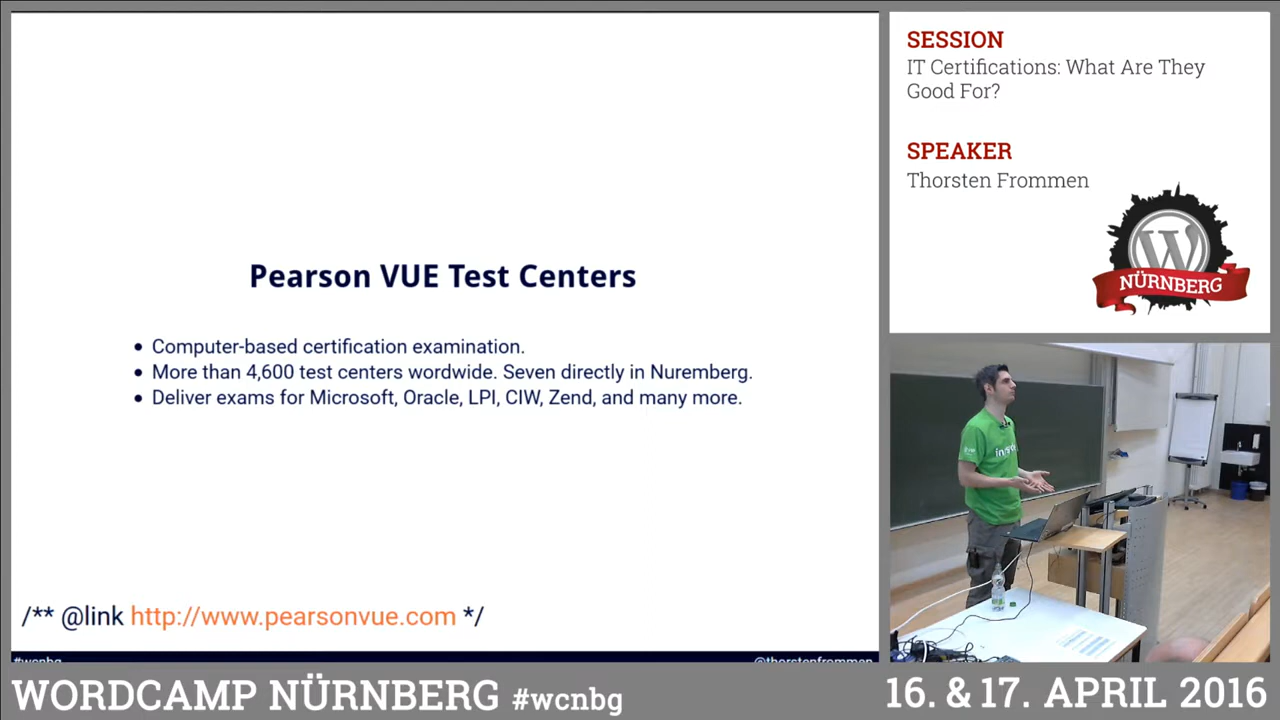 Pearson VUE Test Centers
• Computer-based certification examination.
• More than 4,600 test centers wordwide. Seven directly in Nuremberg.
• Deliver exams for Microsoft, Oracle, LPI, CIW, Zend, and many more.
/** @link http://www.pearsonvue.com */
#wcnbg
@thorstenfrommen
SESSION
IT Certifications: What Are They
Good For?
SPEAKER
Thorsten Frommen
W
NÜRNBERG
WORDCAMP NÜRNBERG #wcnbg
16. & 17. APRIL 2016